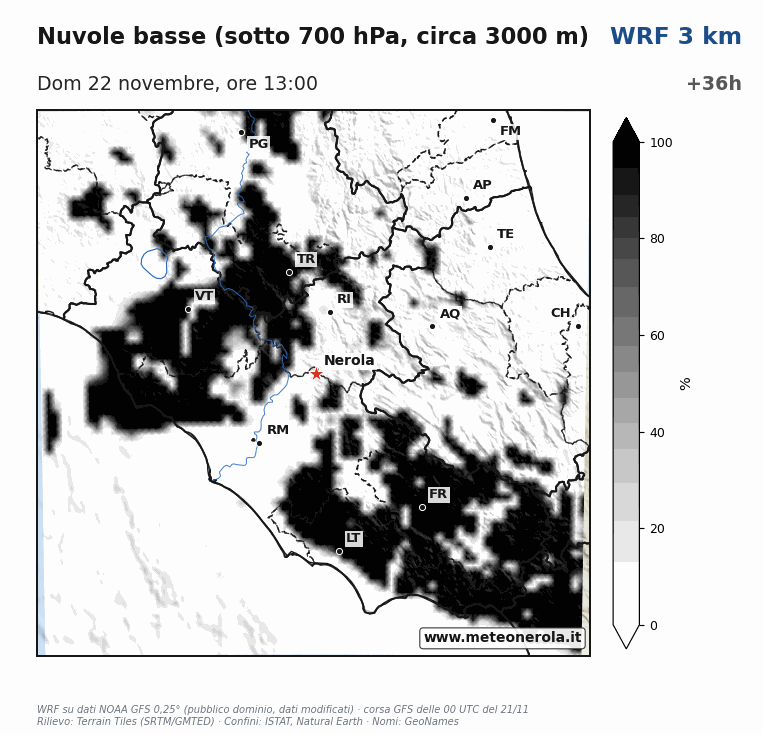 Nuvole basse (sotto 700 hPa, circa 3000 m) WRF 3 km
Dom 22 novembre, ore 13:00 +36h
FM
PG
AP
TE
TR
VT
RI
AQ
CH.
Nerola
RM
FR
LT
100
80
60
40
20
0
%
www.meteonerola.it
WRF su dati NOAA GFS 0,25° (pubblico dominio, dati modificati) · corsa GFS delle 00 UTC del 21/11
Rilievo: Terrain Tiles (SRTM/GMTED) · Confini: ISTAT, Natural Earth · Nomi: GeoNames